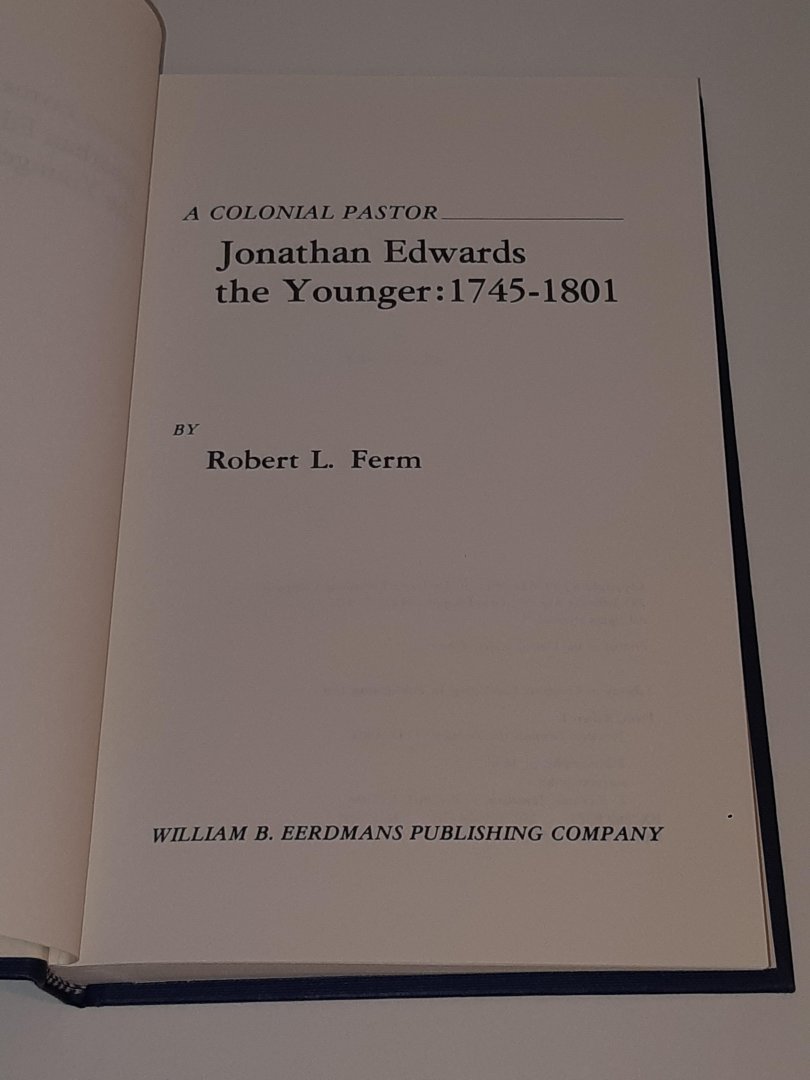 A COLONIAL PASTOR
Jonathan Edwards
the Younger: 1745-1801
BY
Robert L. Ferm
WILLIAM B. EERDMANS PUBLISHING COMPANY